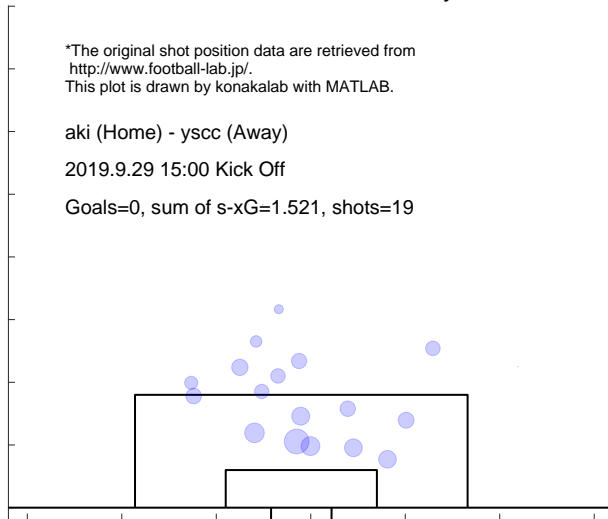 *The original shot position data are retrieved from
http://www.football-lab.jp/.
This plot is drawn by konakalab with MATLAB.
aki (Home) - yscc (Away)
2019.9.29 15:00 Kick Off
Goals=0, sum of s-xG=1.521, shots=19